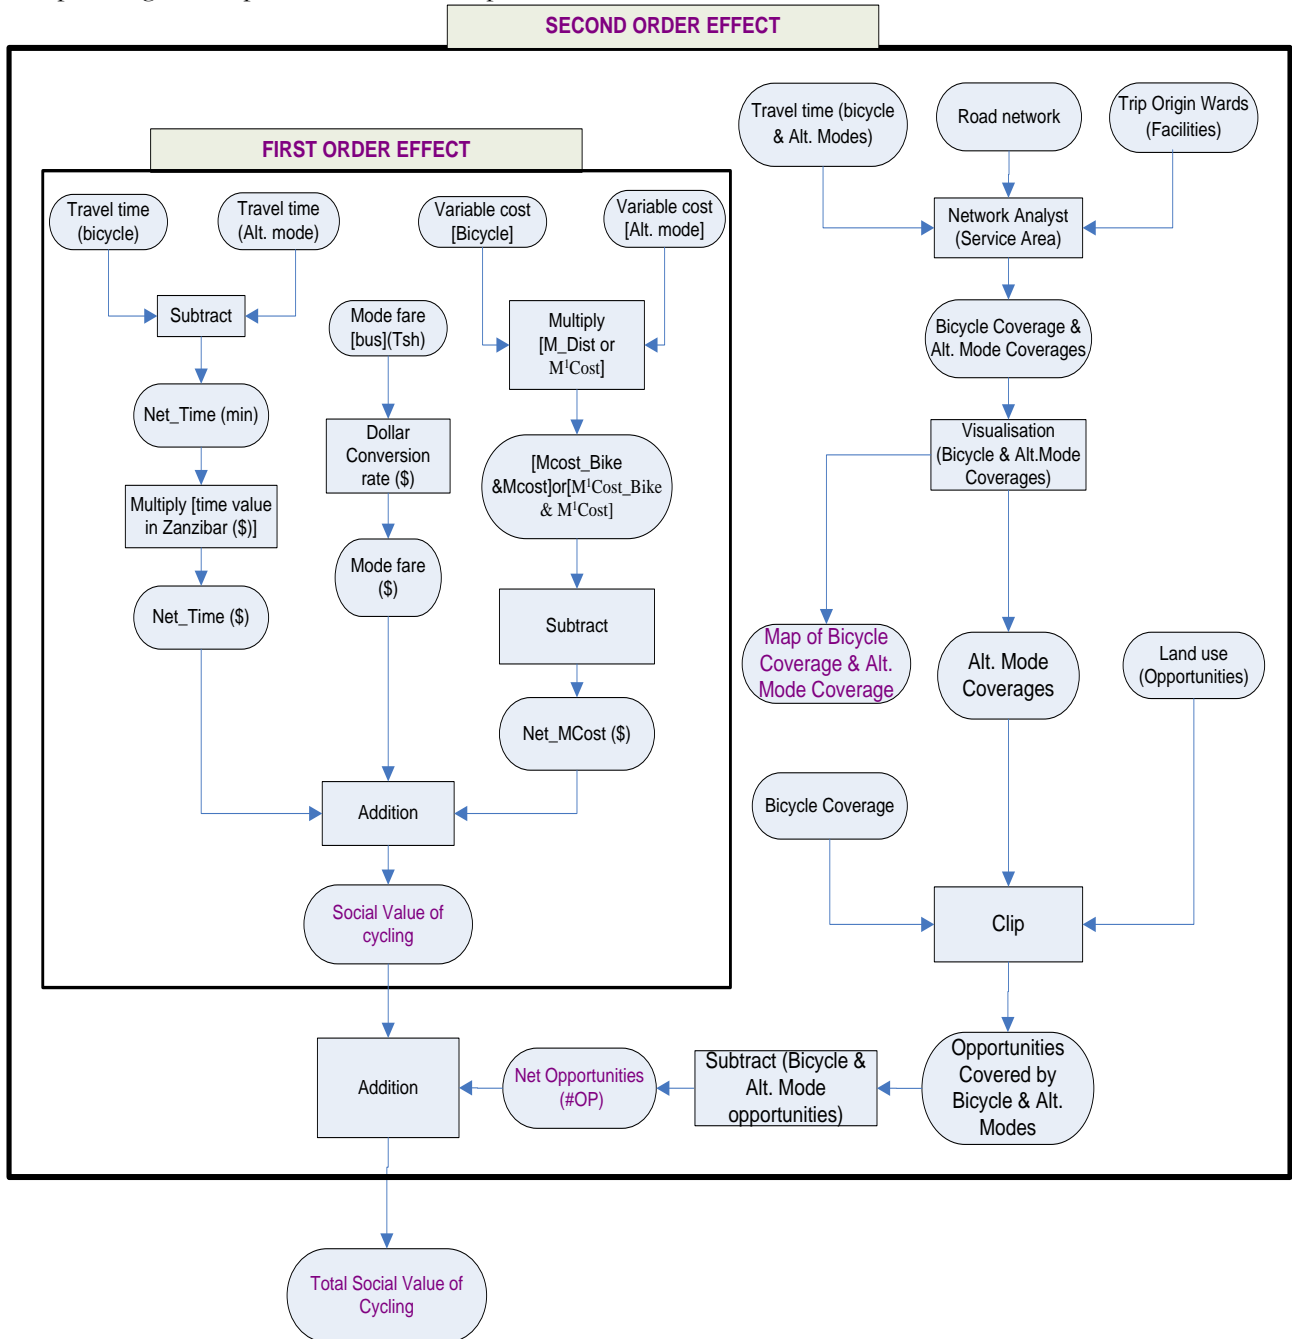 SECOND ORDER EFFECT
FIRST ORDER EFFECT
Travel time
(bicycle)
Travel time
(Alt. mode)
Variable cost
[Bicycle]
Variable cost
[Alt. mode]
Subtract
Mode fare
[bus](Tsh)
Multiply
[M_Dist or
M¹Cost]
Net_Time (min)
Dollar
Conversion
rate ($)
[Mcost_Bike
&Mcost]or[M¹Cost_Bike
& M¹Cost]
Multiply [time value
in Zanzibar ($)]
Mode fare
($)
Net_Time ($)
Subtract
Net_MCost ($)
Addition
Social Value of
cycling
Travel time (bicycle
& Alt. Modes)
Road network
Trip Origin Wards
(Facilities)
Network Analyst
(Service Area)
Bicycle Coverage &
Alt. Mode Coverages
Visualisation
(Bicycle & Alt.Mode
Coverages)
Map of Bicycle
Coverage & Alt.
Mode Coverage
Alt. Mode
Coverages
Land use
(Opportunities)
Bicycle Coverage
Clip
Opportunities
Covered by
Bicycle & Alt.
Modes
Subtract (Bicycle &
Alt. Mode
opportunities)
Net Opportunities
(#OP)
Addition
Total Social Value of
Cycling